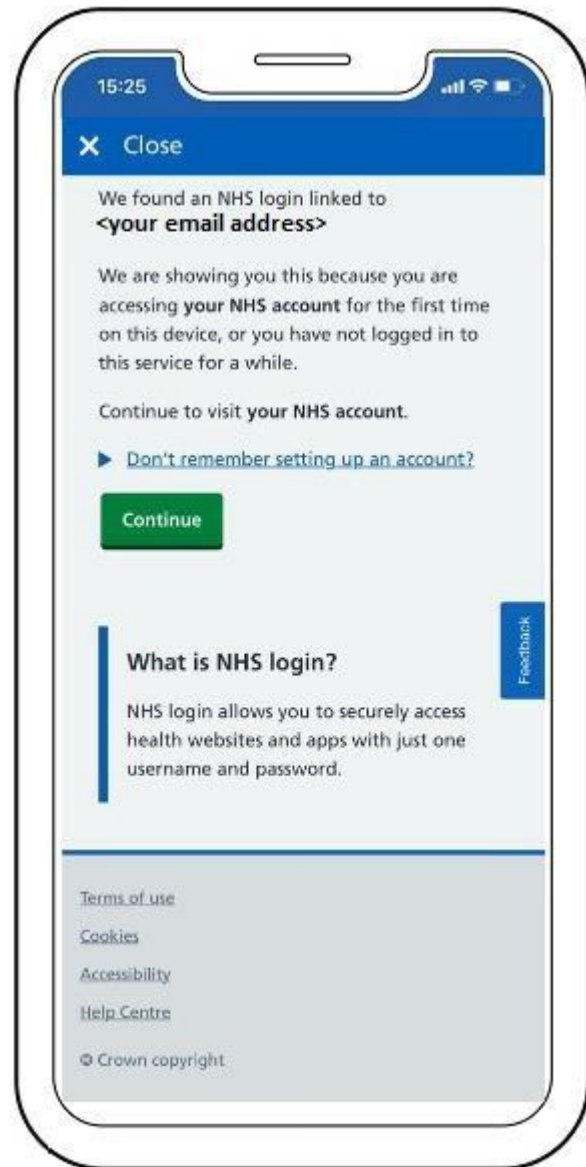 15:25
Close
We found an NHS login linked to
<your email address>
We are showing you this because you are
accessing your NHS account for the first time
on this device, or you have not logged in to
this service for a while.
Continue to visit your NHS account.
Don't remember setting up an account?
Continue
Feedback
What is NHS login?
NHS login allows you to securely access
health websites and apps with just one
username and password.
Terms of use
Cookies
Accessibility
Help Centre
© Crown copyright